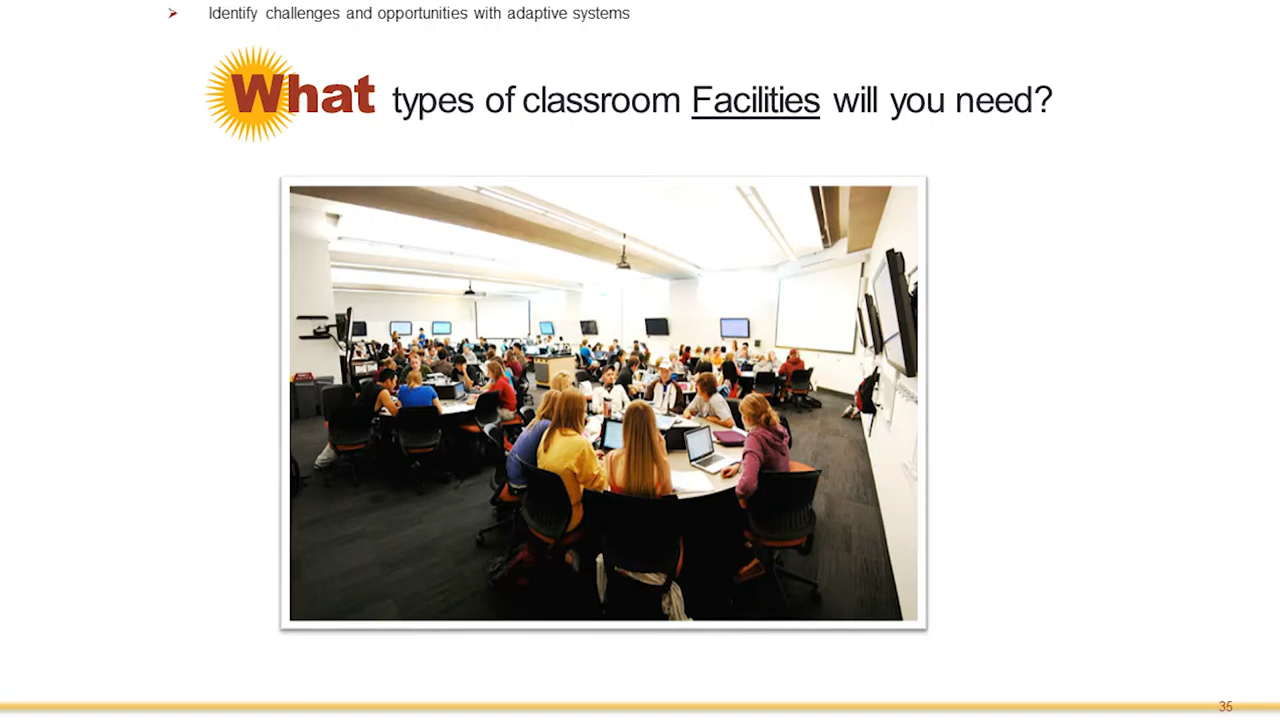 ➢ Identify challenges and opportunities with adaptive systems
What types of classroom Facilities will you need?
35